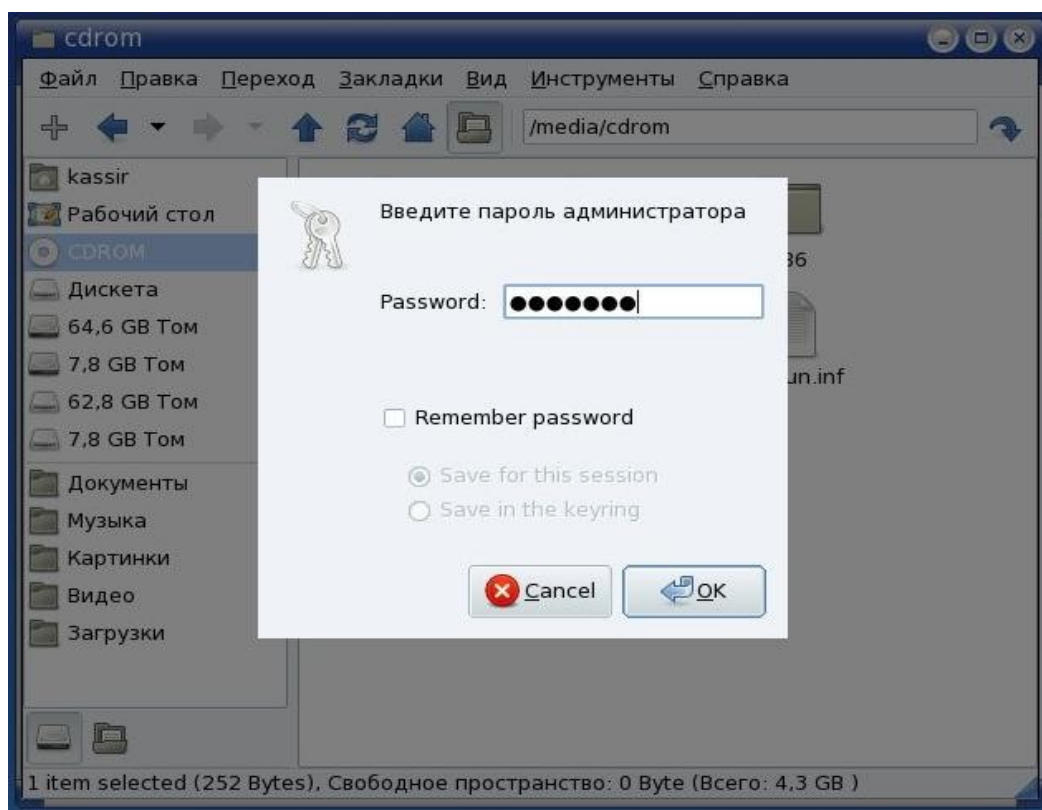 cdrom
Файл Правка Переход Закладки Вид Инструменты Справка
/media/cdrom
kassir
Рабочий стол
CDROM
Дискета
64,6 GB Том
7,8 GB Том
62,8 GB Том
7,8 GB Том
Документы
Музыка
Картинки
Видео
Загрузки
Введите пароль администратора
Password:
Remember password
Save for this session
Save in the keyring
Cancel OK
86
un.inf
1 item selected (252 Bytes), Свободное пространство: 0 Byte (Всего: 4,3 GB )